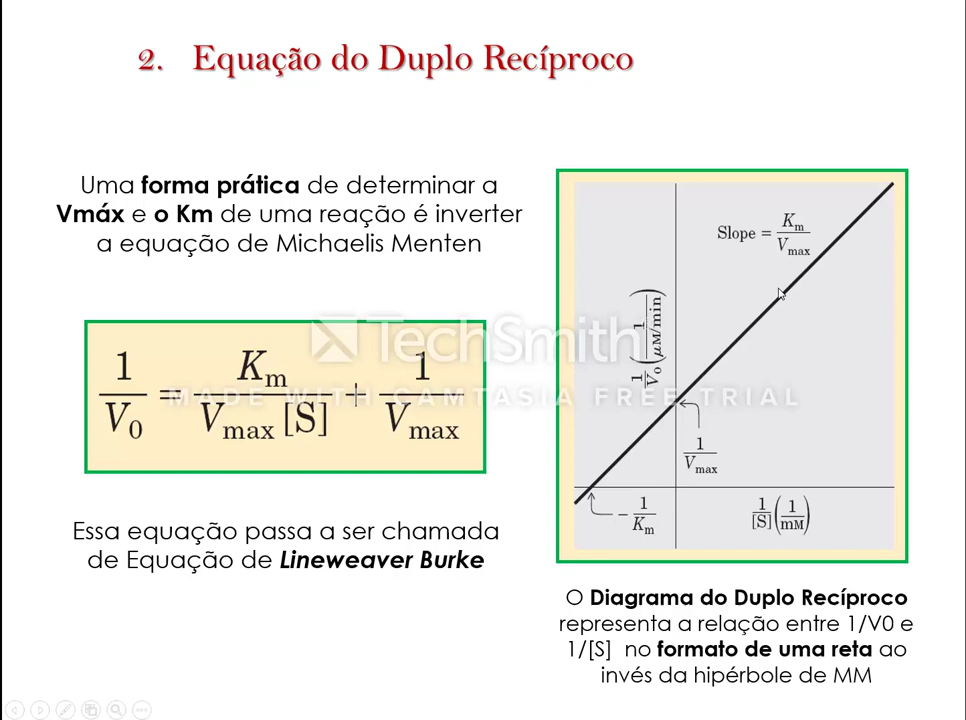 2. Equação do Duplo Recíproco
Uma forma prática de determinar a
Vmáx e o Km de uma reação é inverter
a equação de Michaelis Menten
1/V0 = Km/Vmax [S] + 1/Vmax
Essa equação passa a ser chamada
de Equação de Lineweaver Burke
Slope = Km/Vmax
1/V0 (1/µM/min)
1/Vmax
-1/Km
1/[S] (1/mM)
O Diagrama do Duplo Recíproco
representa a relação entre 1/V0 e
1/[S] no formato de uma reta ao
invés da hipérbole de MM
TechSmith
MADE WITH CAMTASIA FREE TRIAL